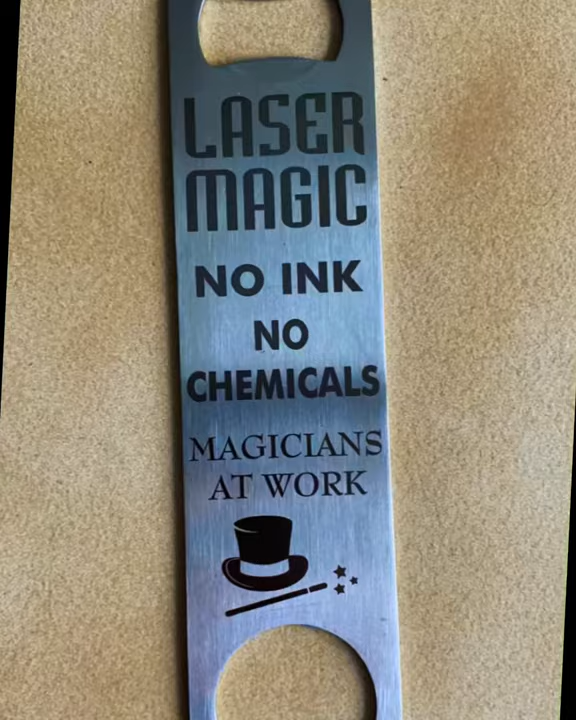 LASER
MAGIC
NO INK
NO
CHEMICALS
MAGICIANS
AT WORK